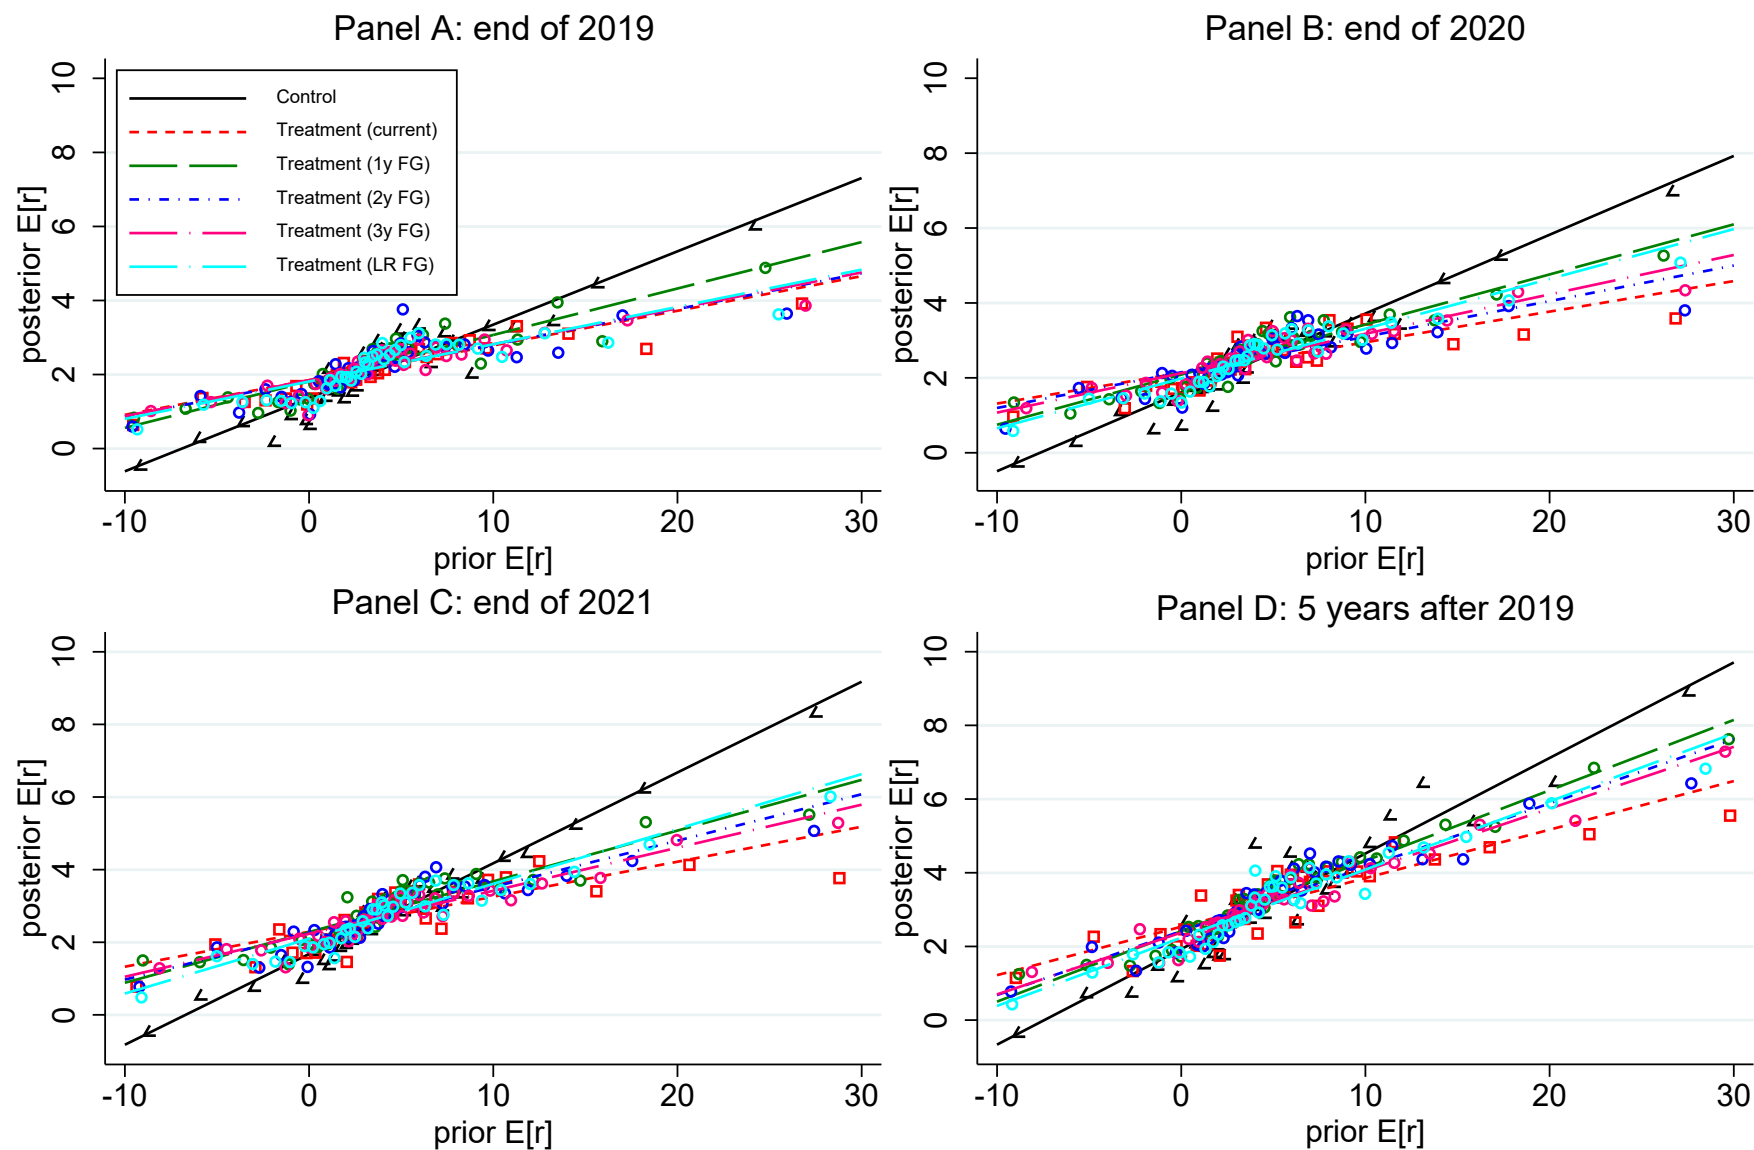 Panel A: end of 2019
posterior E[r]
10
8
6
4
2
0
Control
Treatment (current)
Treatment (1y FG)
Treatment (2y FG)
Treatment (3y FG)
Treatment (LR FG)
-10 0 10 20 30
prior E[r]
Panel B: end of 2020
posterior E[r]
10
8
6
4
2
0
-10 0 10 20 30
prior E[r]
Panel C: end of 2021
posterior E[r]
10
8
6
4
2
0
-10 0 10 20 30
prior E[r]
Panel D: 5 years after 2019
posterior E[r]
10
8
6
4
2
0
-10 0 10 20 30
prior E[r]